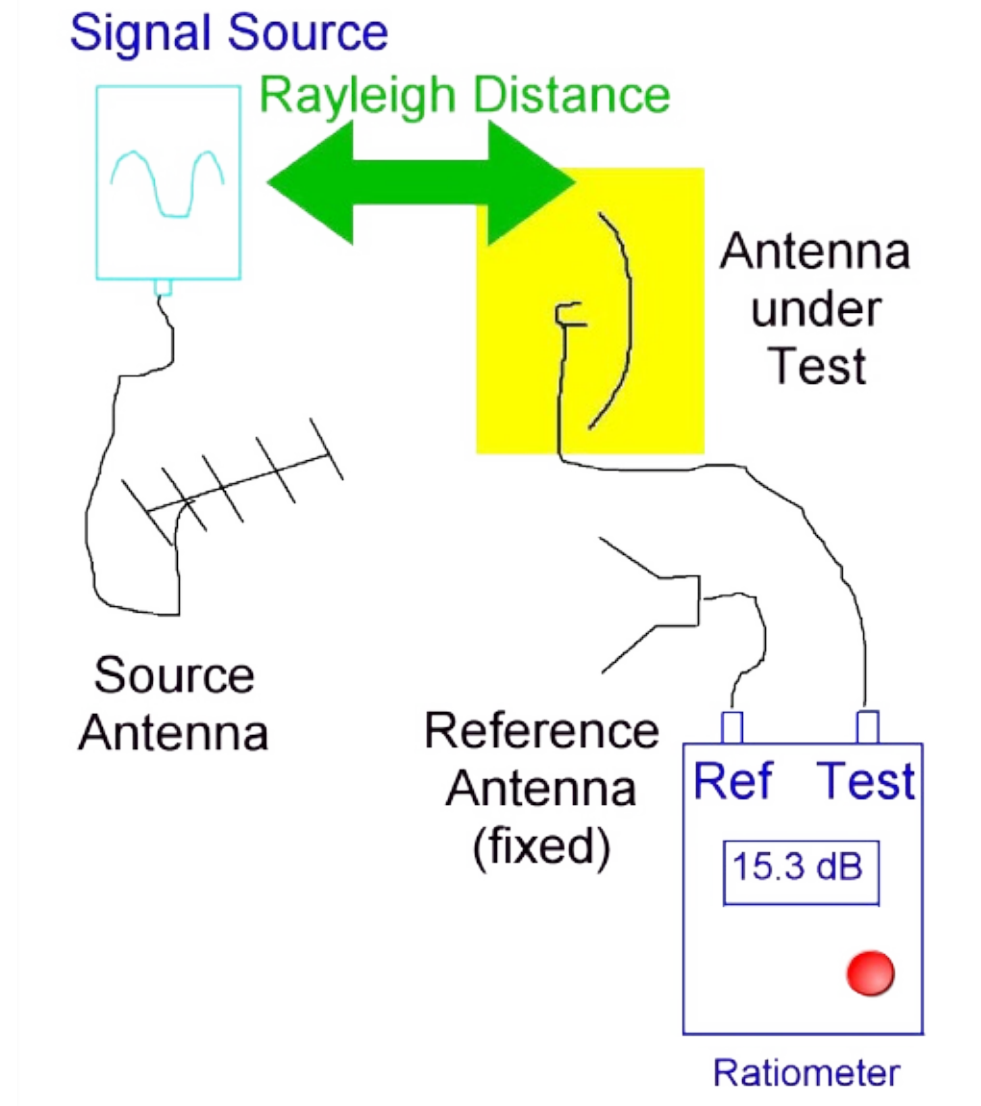 Signal Source
Rayleigh Distance
Antenna
under
Test
Source
Antenna
Reference
Antenna
(fixed)
Ref Test
15.3 dB
Ratiometer